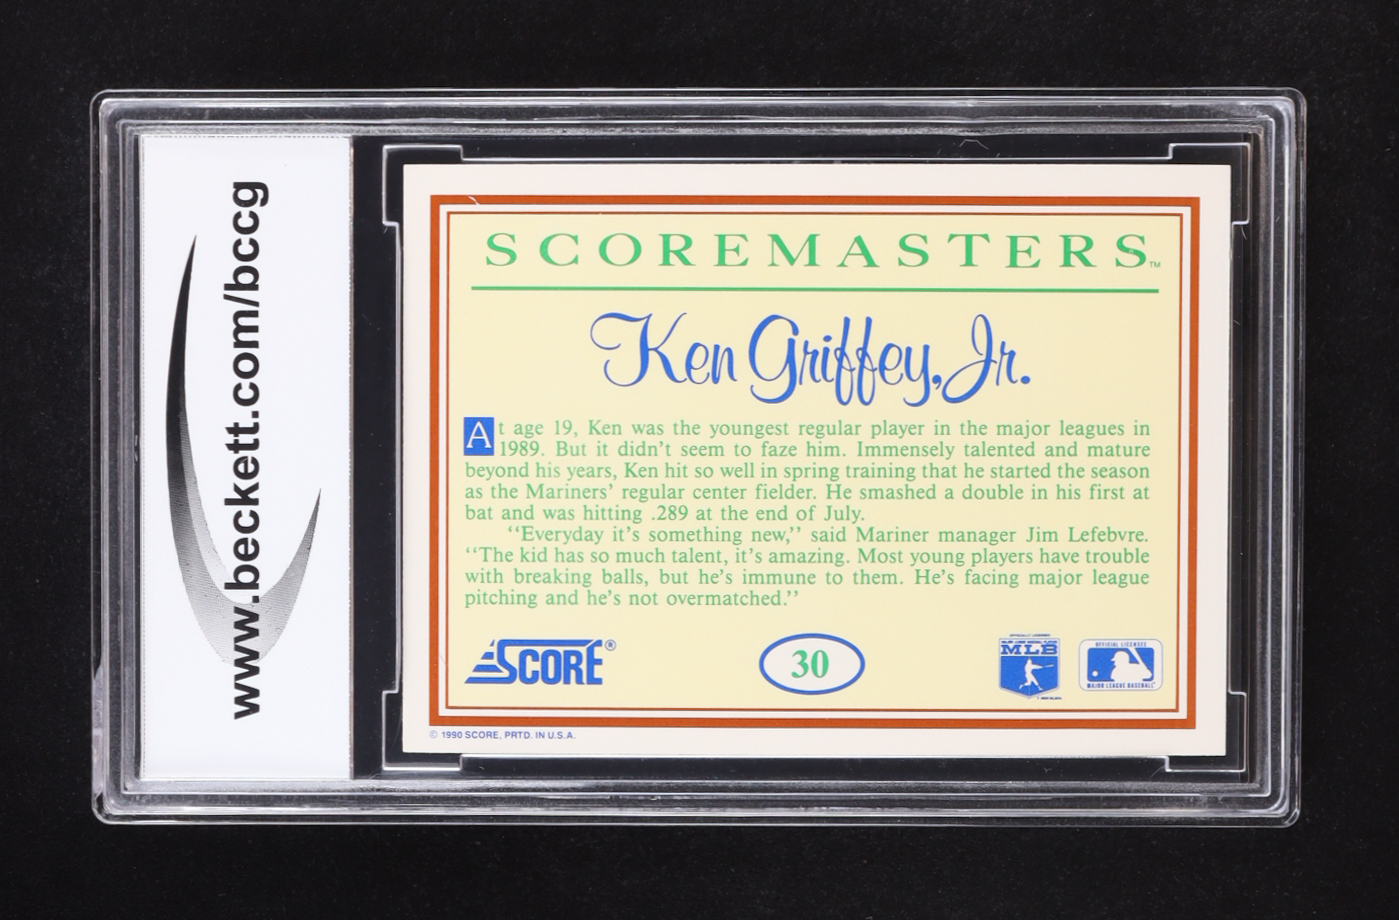 www.beckett.com/bccg
SCOREMASTERS™
Ken Griffey, Jr.
At age 19, Ken was the youngest regular player in the major leagues in
1989. But it didn't seem to faze him. Immensely talented and mature
beyond his years, Ken hit so well in spring training that he started the season
as the Mariners' regular center fielder. He smashed a double in his first at
bat and was hitting .289 at the end of July.
‘‘Everyday it's something new,’’ said Mariner manager Jim Lefebvre.
‘‘The kid has so much talent, it's amazing. Most young players have trouble
with breaking balls, but he's immune to them. He's facing major league
pitching and he's not overmatched.’’
SCORE®
30
MLB
OFFICIAL LICENSEE
MAJOR LEAGUE BASEBALL
© 1990 SCORE, PRTD. IN U.S.A.